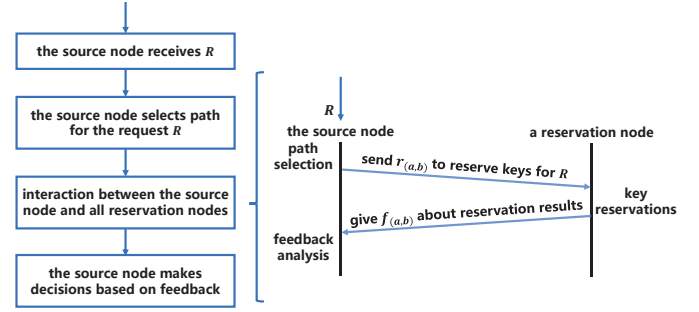 the source node receives R
the source node selects path
for the request R
interaction between the source
node and all reservation nodes
the source node makes
decisions based on feedback
R
the source node
path
selection
feedback
analysis
send r(a,b) to reserve keys for R
give f(a,b) about reservation results
a reservation node
key
reservations